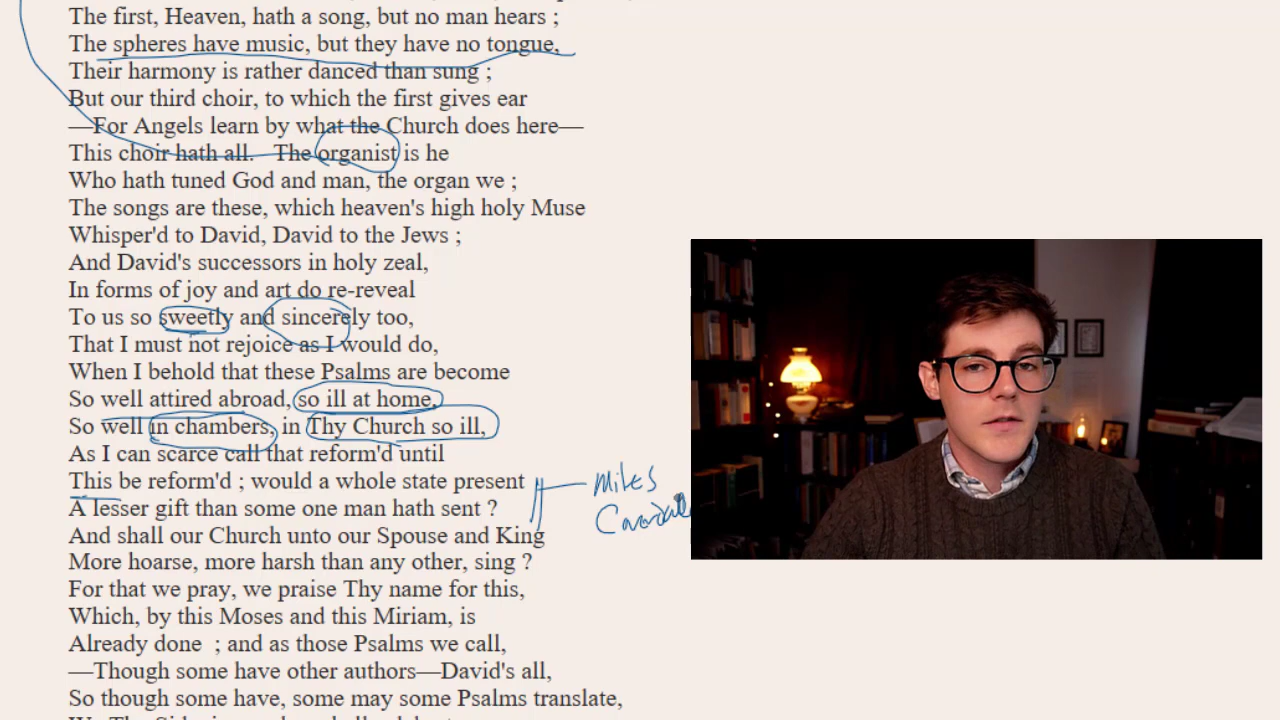 The first, Heaven, hath a song, but no man hears ;
The spheres have music, but they have no tongue,
Their harmony is rather danced than sung ;
But our third choir, to which the first gives ear
—For Angels learn by what the Church does here—
This choir hath all. The organist is he
Who hath tuned God and man, the organ we ;
The songs are these, which heaven's high holy Muse
Whisper'd to David, David to the Jews ;
And David's successors in holy zeal,
In forms of joy and art do re-reveal
To us so sweetly and sincerely too,
That I must not rejoice as I would do,
When I behold that these Psalms are become
So well attired abroad, so ill at home,
So well in chambers, in Thy Church so ill,
As I can scarce call that reform'd until
This be reform'd ; would a whole state present
A lesser gift than some one man hath sent ?
Miles
And shall our Church unto our Spouse and King
More hoarse, more harsh than any other, sing ?
For that we pray, we praise Thy name for this,
Which, by this Moses and this Miriam, is
Already done ; and as those Psalms we call,
—Though some have other authors—David's all,
So though some have, some may some Psalms translate,